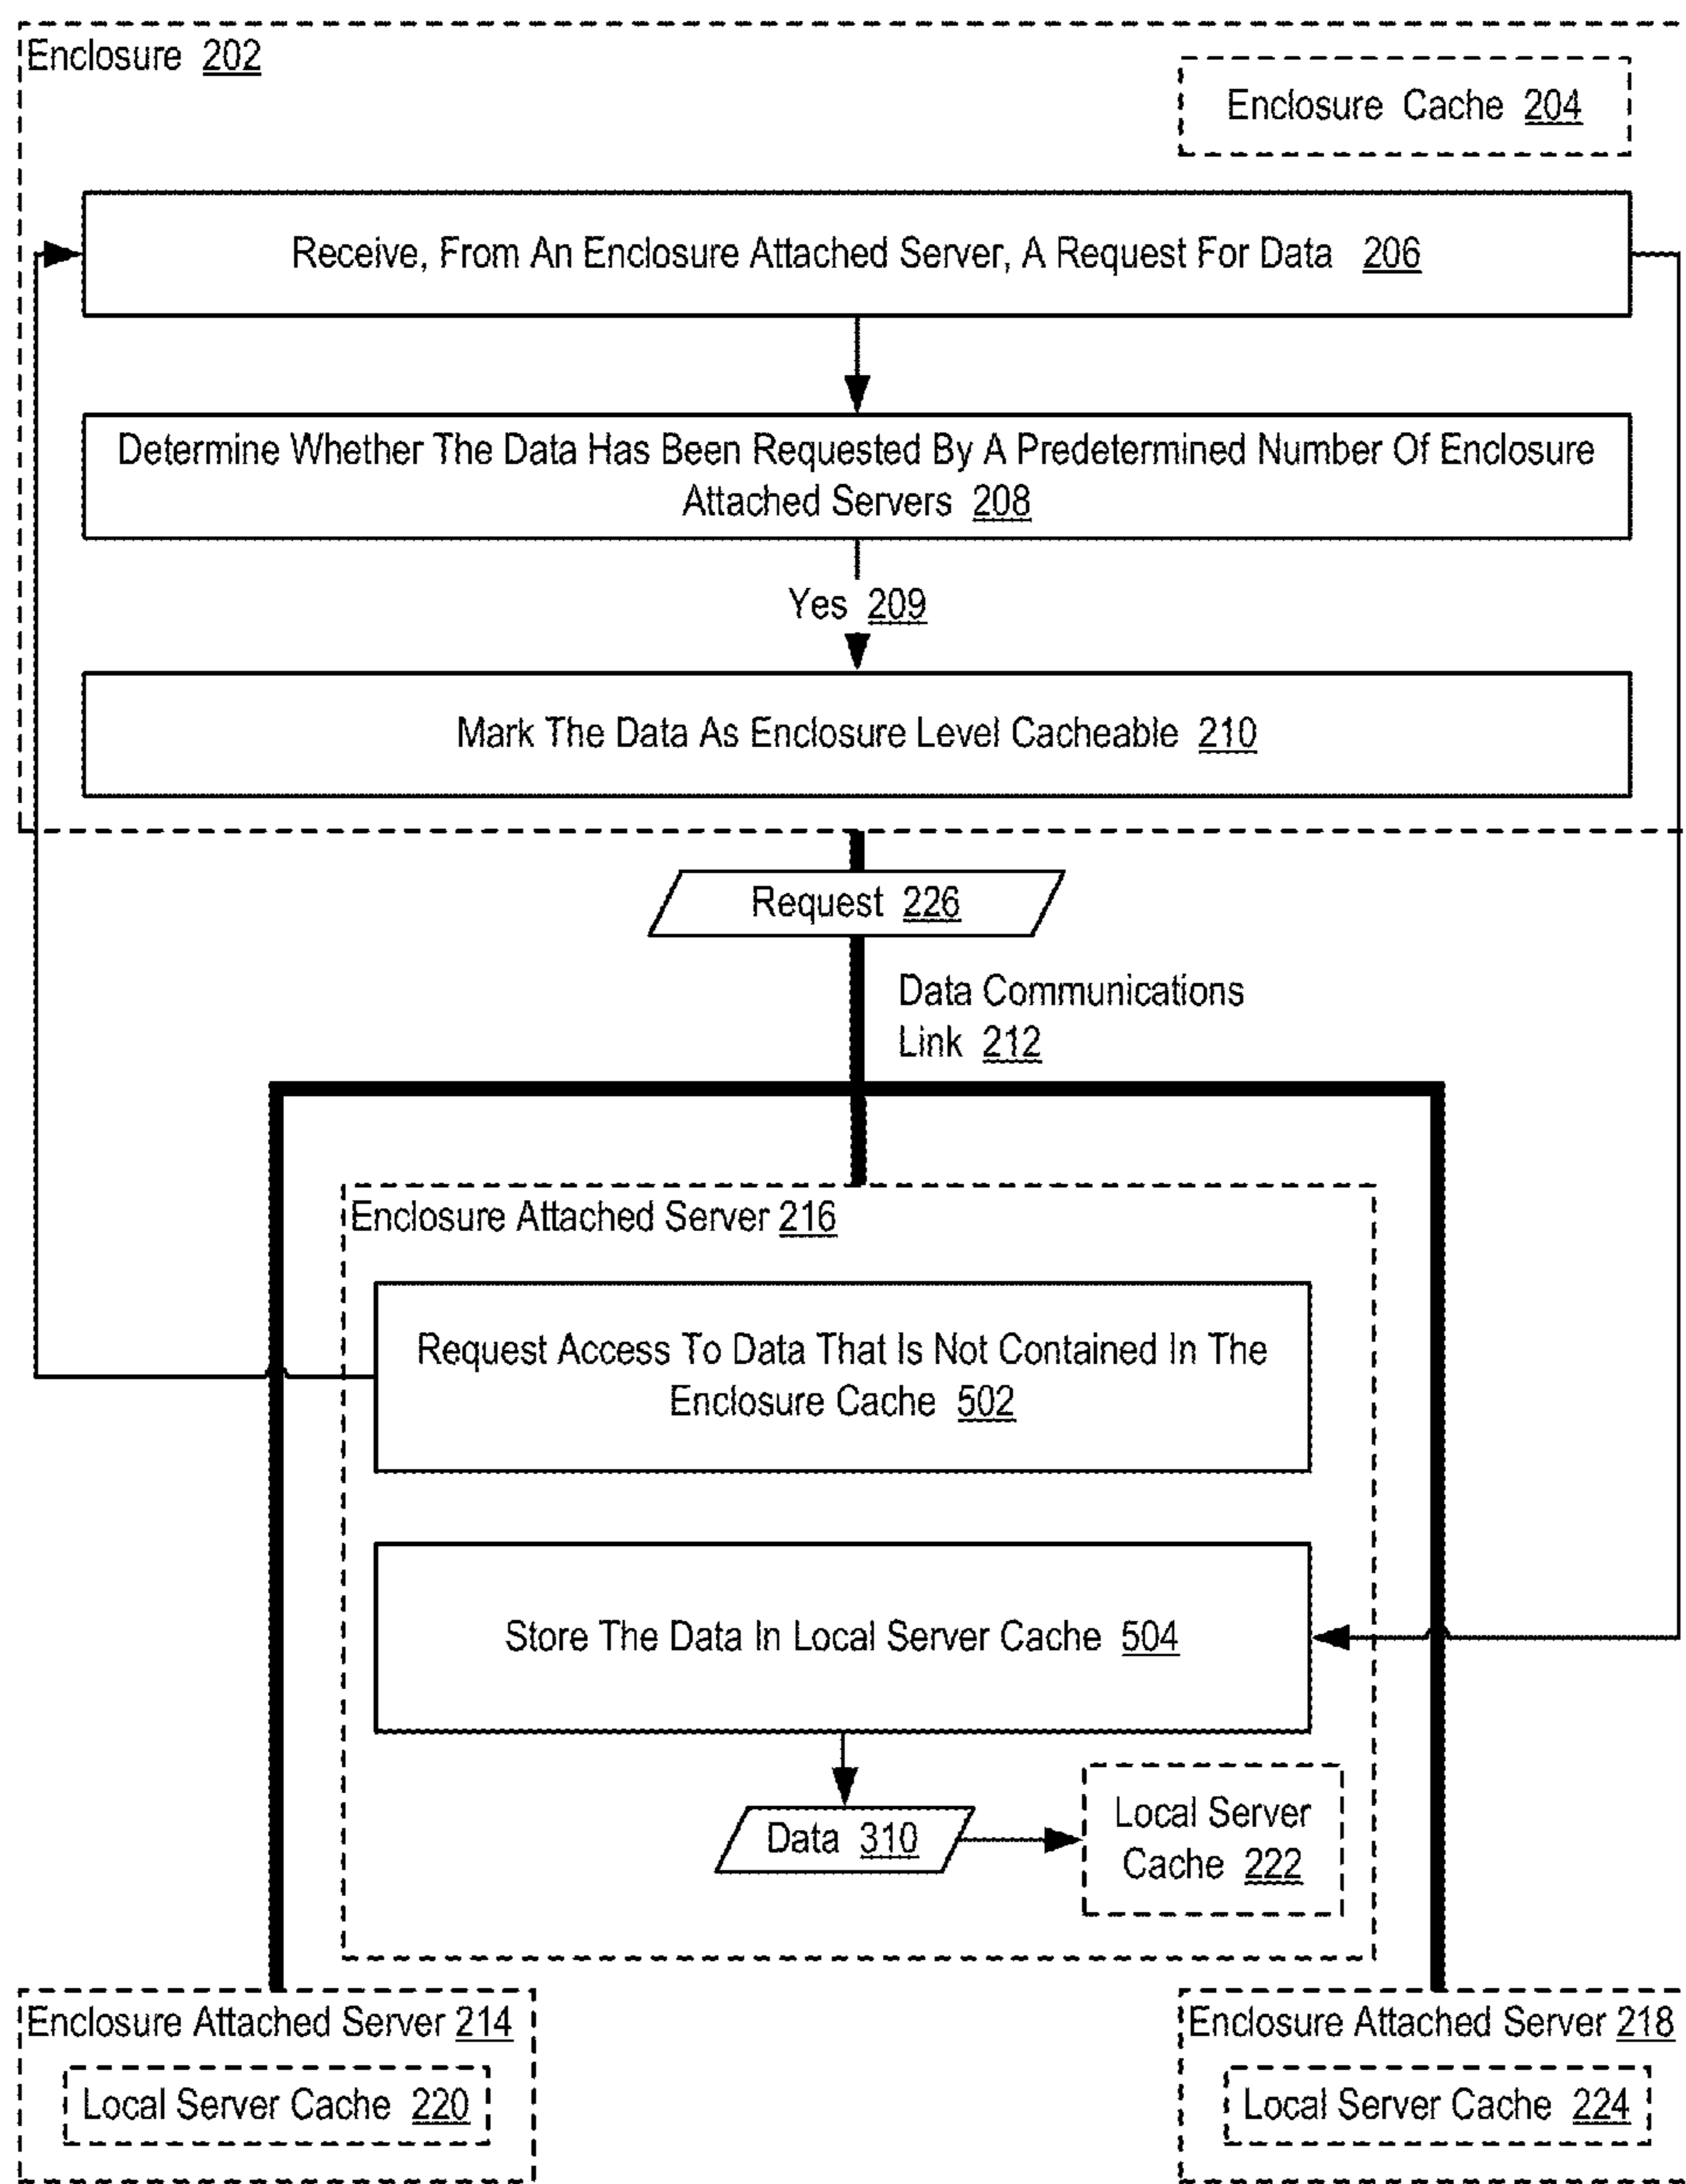 Enclosure 202
Enclosure Cache 204
Receive, From An Enclosure Attached Server, A Request For Data 206
Determine Whether The Data Has Been Requested By A Predetermined Number Of Enclosure
Attached Servers 208
Yes 209
Mark The Data As Enclosure Level Cacheable 210
Request 226
Data Communications
Link 212
Enclosure Attached Server 216
Request Access To Data That Is Not Contained In The
Enclosure Cache 502
Store The Data In Local Server Cache 504
Data 310
Local Server
Cache 222
Enclosure Attached Server 214
Local Server Cache 220
Enclosure Attached Server 218
Local Server Cache 224